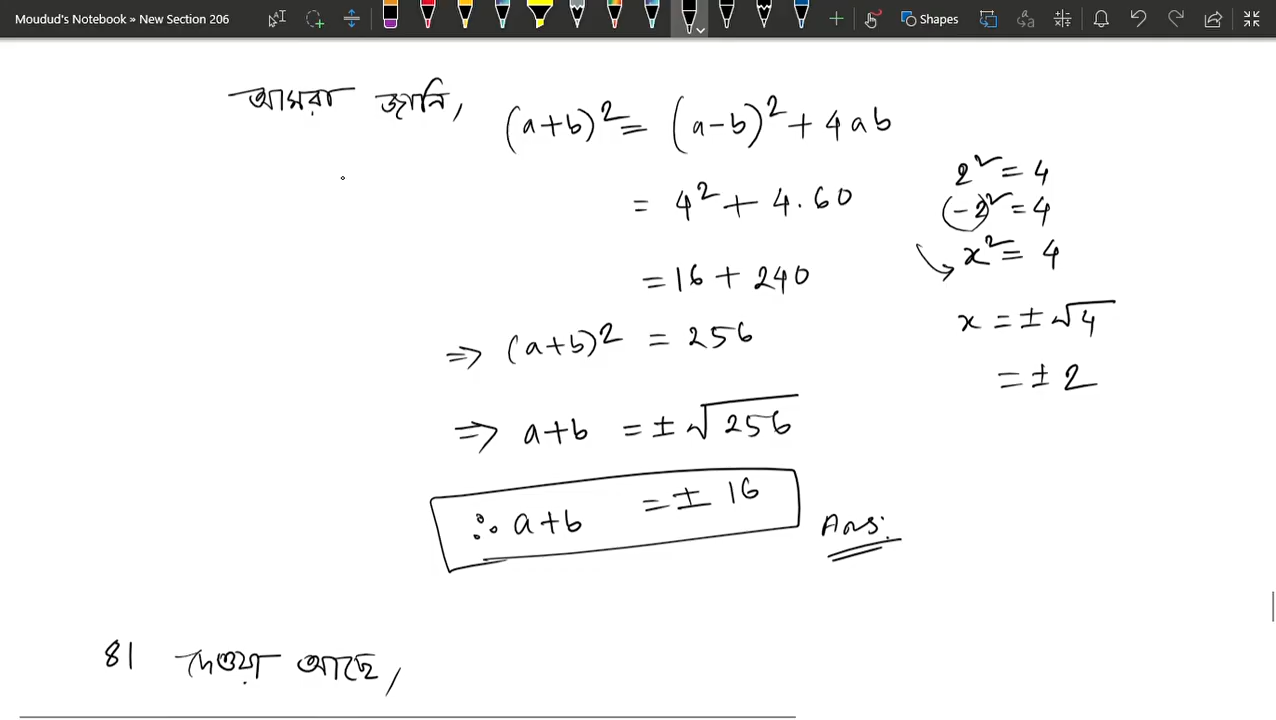 Moudud's Notebook » New Section 206
Shapes
আমরা জানি, (a+b)² = (a-b)² + 4ab
= 4² + 4.60
= 16 + 240
⇒ (a+b)² = 256
⇒ a+b = ±√256
∴ a+b = ± 16
Ans:
2² = 4
(-2)² = 4
x² = 4
x = ±√4
= ± 2
81 দেওয়া আছে,